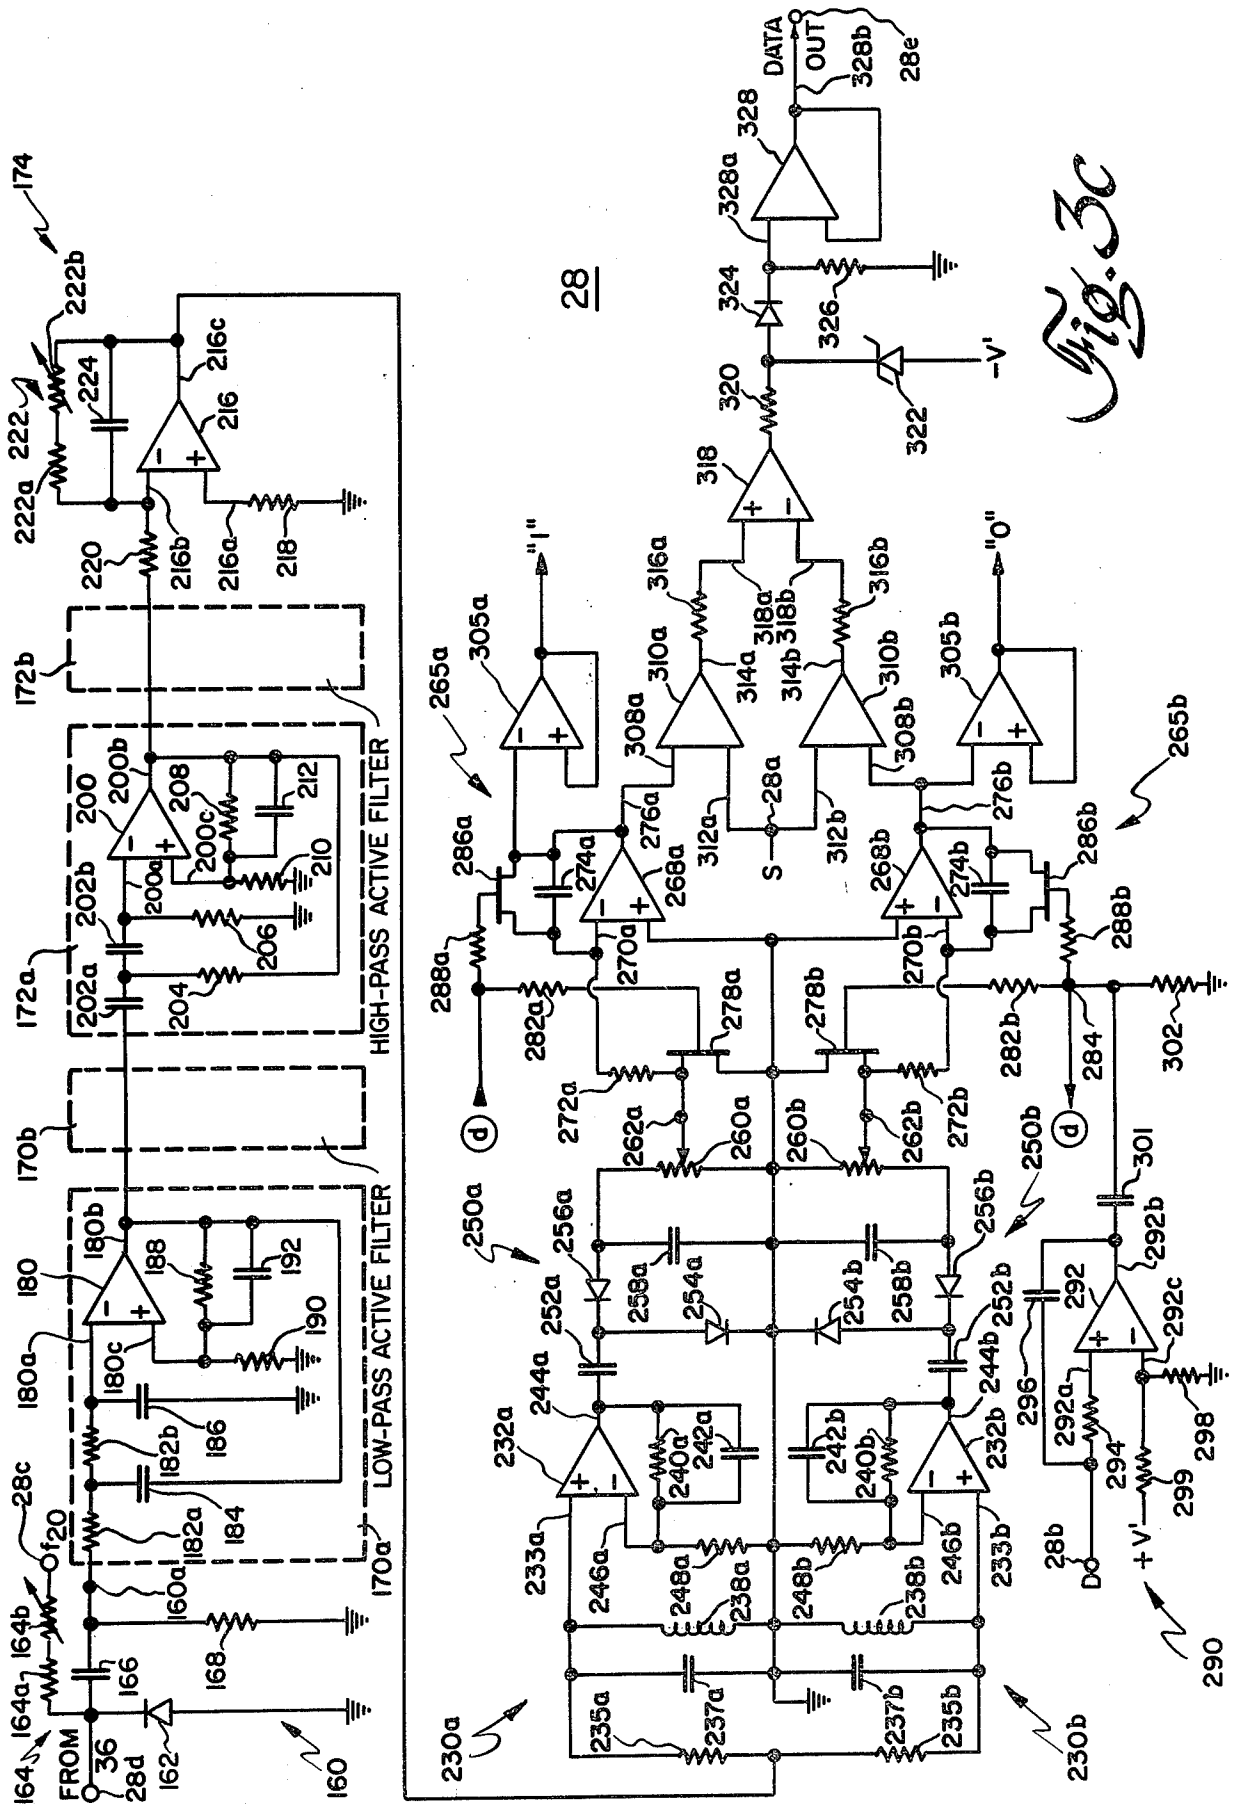 174
164
164a
164b
28c
f20
FROM
36
28d
162
166
160a
168
160
182a
182b
184
186
180a
180
180c
180b
188
192
190
170a
LOW-PASS ACTIVE FILTER
170b
172a
202a
202b
204
206
200a
200
200b
200c
208
212
210
HIGH-PASS ACTIVE FILTER
172b
220
222a
222
222b
224
216b
216a
216
216c
218
-
+
-
+
-
+
28
230a
235a
237a
238a
233a
246a
248a
232a
+
-
240a
242a
244a
252a
250a
256a
254a
258a
260a
262a
272a
d
288a
282a
278a
286a
274a
270a
-
+
268a
276a
265a
305a
-
+
"1"
308a
310a
312a
314a
316a
318a
S
28a
318b
318
+
-
320
322
-V'
324
326
328a
328
328b
DATA
OUT
28e
230b
235b
237b
238b
233b
246b
248b
232b
-
+
240b
242b
244b
252b
250b
256b
254b
258b
260b
262b
272b
278b
282b
284
d
288b
286b
274b
270b
+
-
268b
276b
265b
305b
-
+
"0"
308b
310b
312b
314b
316b
290
28b
D
+V'
294
292a
296
292
+
-
292b
292c
298
299
301
302
Fig. 3c